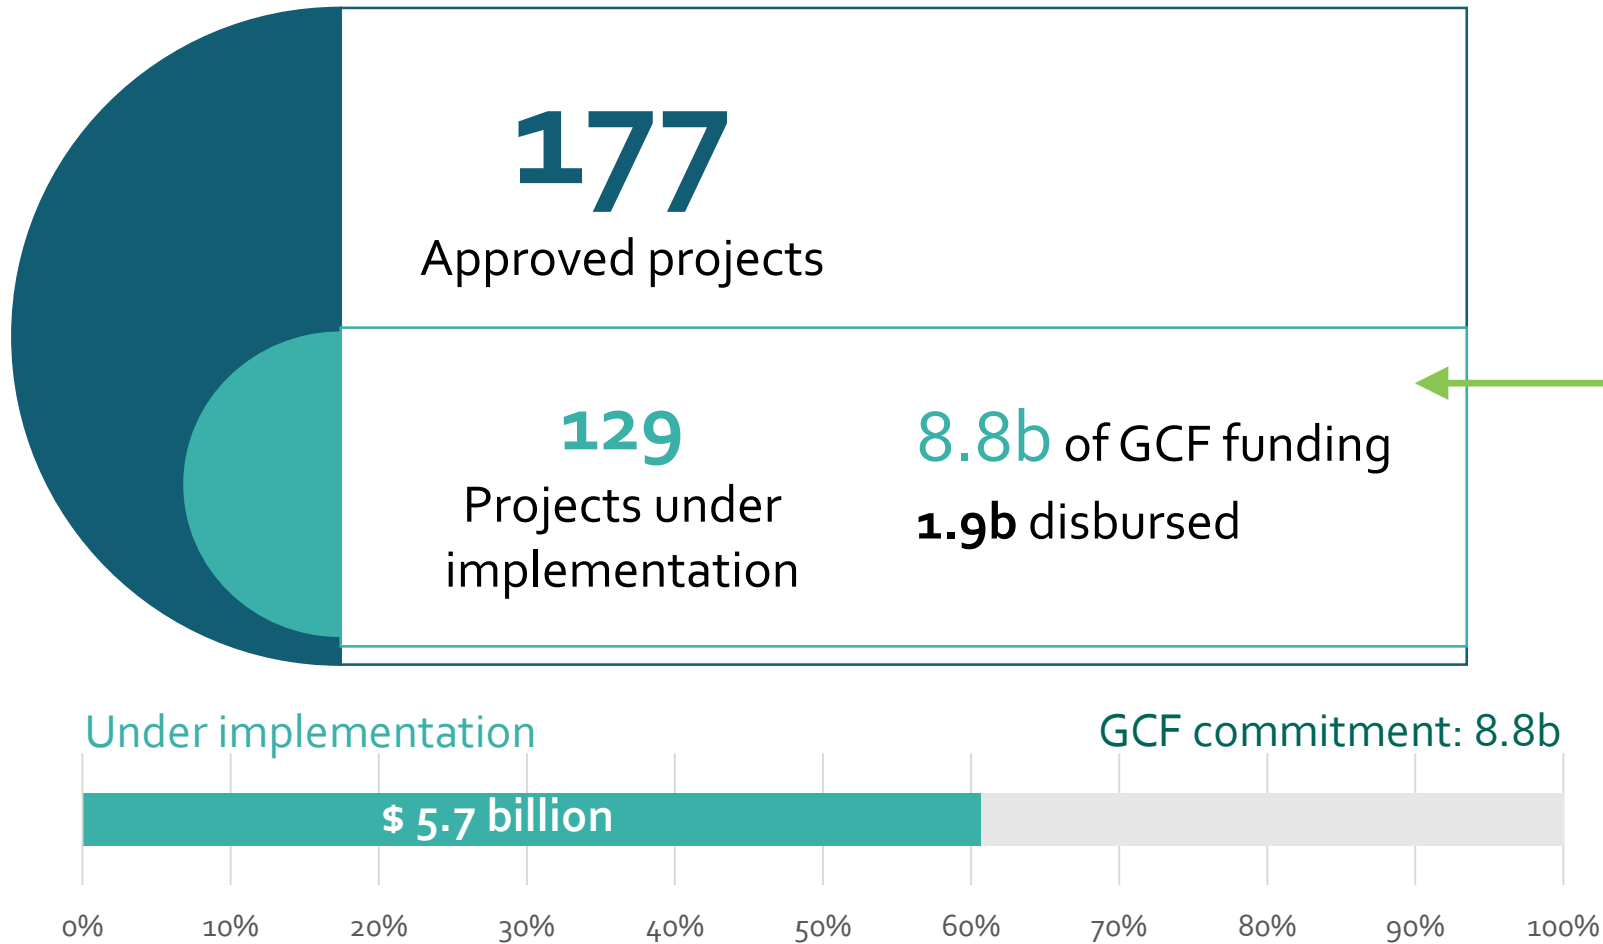 177
Approved projects
129
Projects under
implementation
8.8b of GCF funding
1.9b disbursed
Under implementation
GCF commitment: 8.8b
$ 5.7 billion
0% 10% 20% 30% 40% 50% 60% 70% 80% 90% 100%